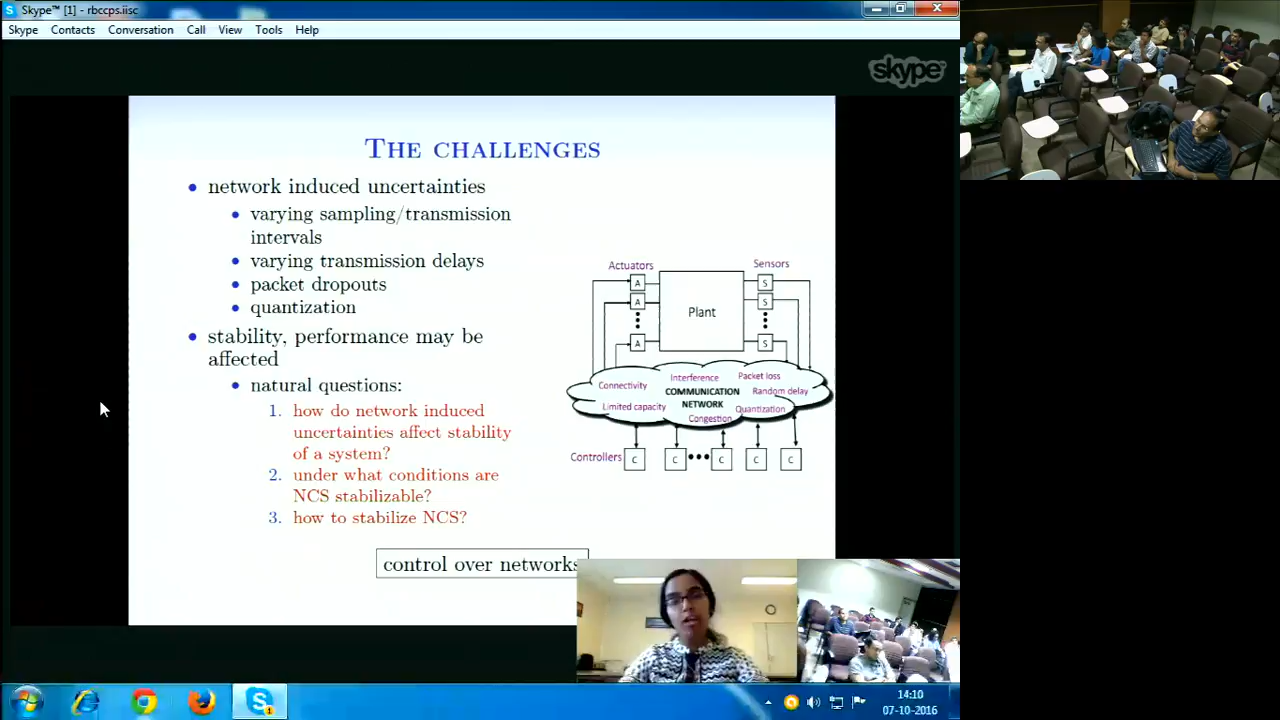 Skype™ [1] - rbccps.iisc
Skype Contacts Conversation Call View Tools Help
skype
THE CHALLENGES
• network induced uncertainties
• varying sampling/transmission
intervals
• varying transmission delays
• packet dropouts
• quantization
• stability, performance may be
affected
• natural questions:
1. how do network induced
uncertainties affect stability
of a system?
2. under what conditions are
NCS stabilizable?
3. how to stabilize NCS?
control over networks
Actuators Sensors
A S
A S
Plant
A S
Connectivity Interference Packet loss
COMMUNICATION Random delay
NETWORK
Limited capacity Quantization
Congestion
Controllers C C C C C
14:10
07-10-2016